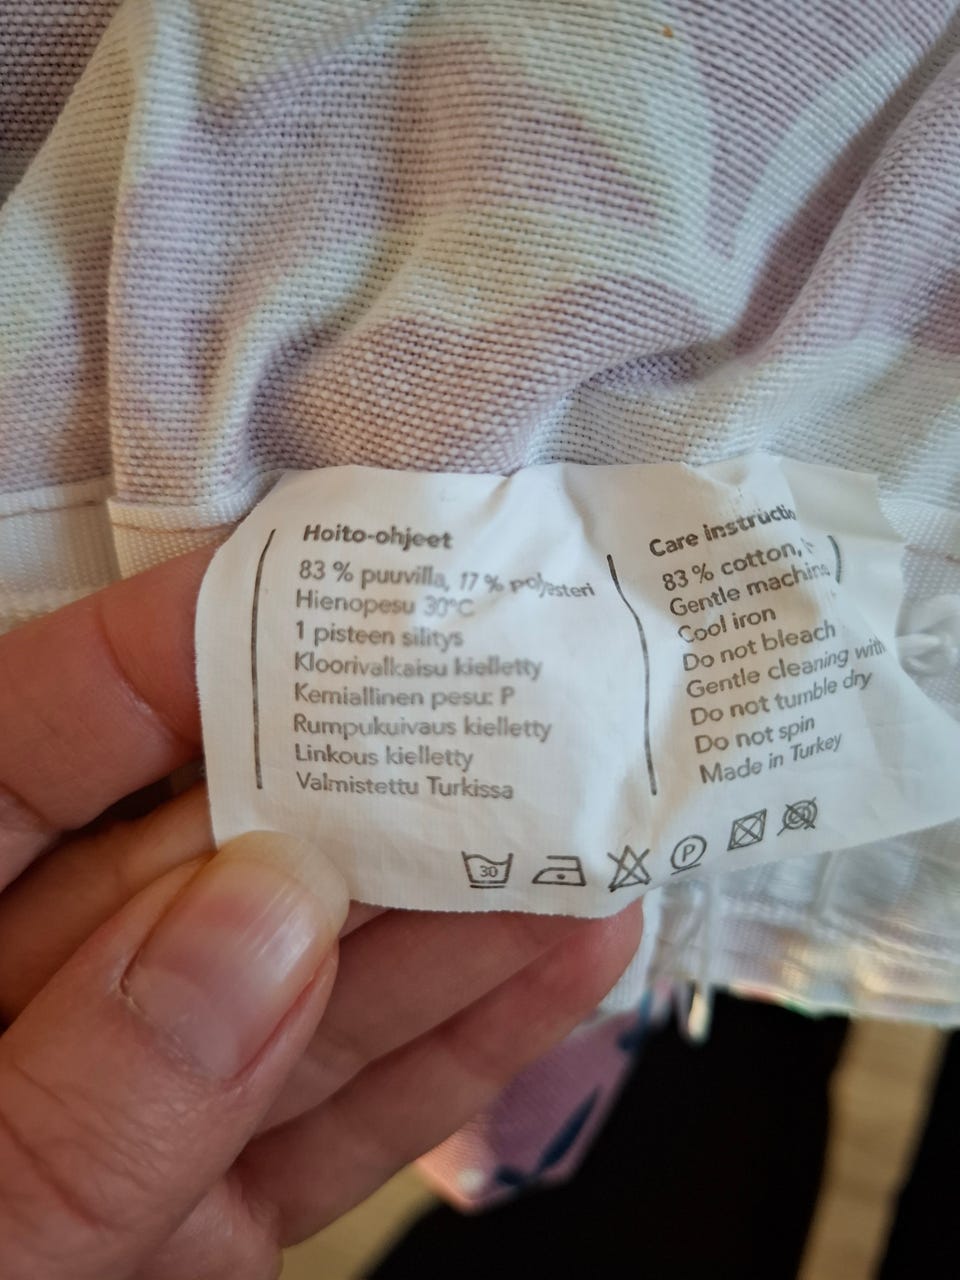 Hoito-ohjeet
83 % puuvilla, 17 % polyesteri
Hienopesu 30°C
1 pisteen silitys
Kloorivalkaisu kielletty
Kemiallinen pesu: P
Rumpukuivaus kielletty
Linkous kielletty
Valmistettu Turkissa
Care instructio
83 % cotton,
Gentle machine
Cool iron
Do not bleach
Gentle cleaning with
Do not tumble dry
Do not spin
Made in Turkey
30
P